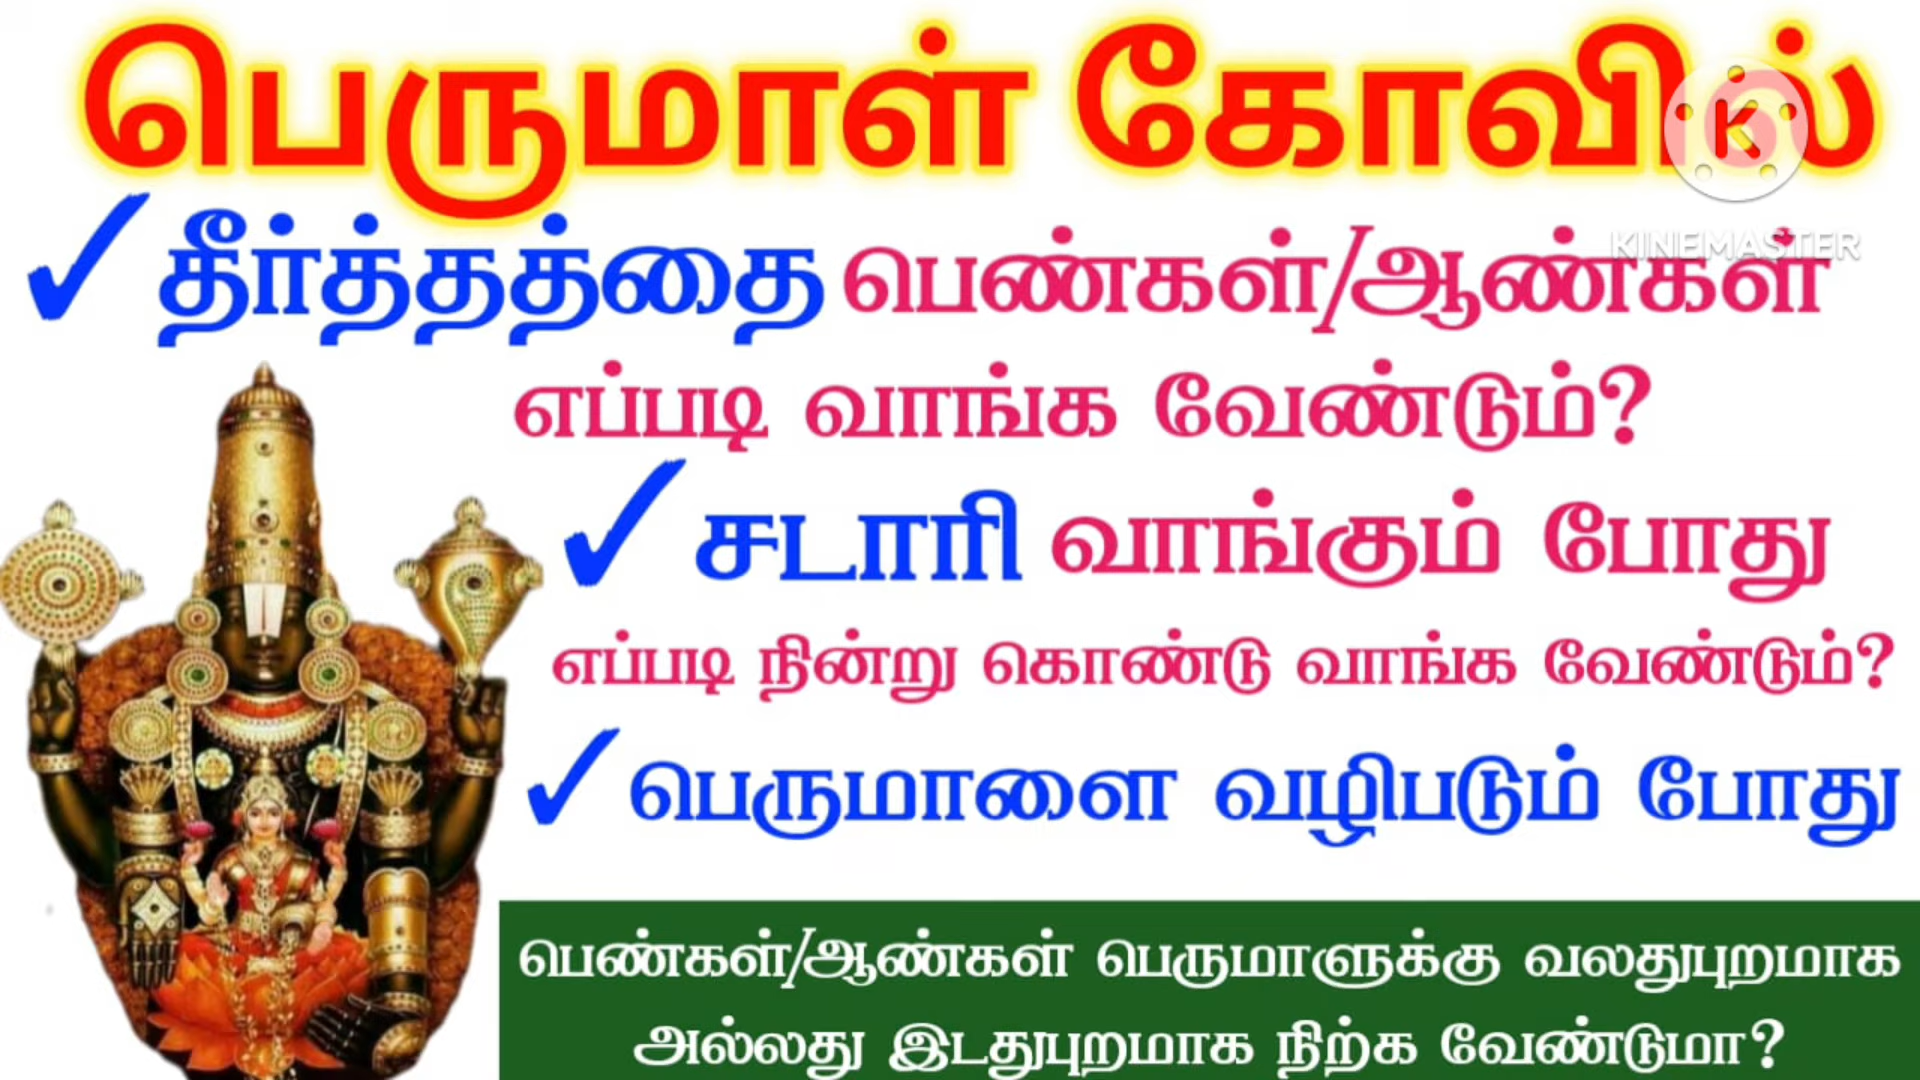 பெருமாள் கோவில்
K
KINEMASTER
✓ தீர்த்தத்தை பெண்கள்/ஆண்கள்
எப்படி வாங்க வேண்டும்?
✓ சடாரி வாங்கும் போது
எப்படி நின்று கொண்டு வாங்க வேண்டும்?
✓ பெருமாளை வழிபடும் போது
பெண்கள்/ஆண்கள் பெருமாளுக்கு வலதுபுறமாக
அல்லது இடதுபுறமாக நிற்க வேண்டுமா?